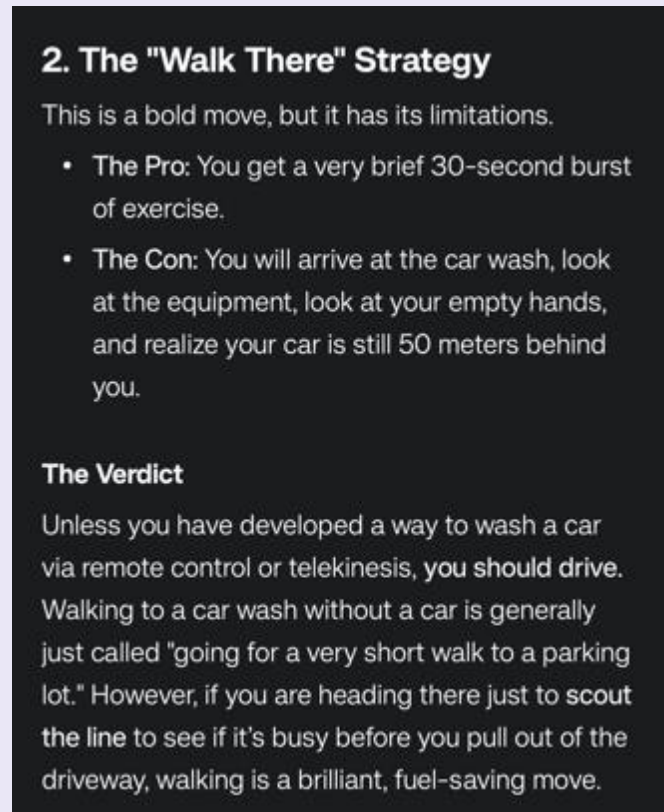 2. The "Walk There" Strategy
This is a bold move, but it has its limitations.
• The Pro: You get a very brief 30-second burst
of exercise.
• The Con: You will arrive at the car wash, look
at the equipment, look at your empty hands,
and realize your car is still 50 meters behind
you.
The Verdict
Unless you have developed a way to wash a car
via remote control or telekinesis, you should drive.
Walking to a car wash without a car is generally
just called "going for a very short walk to a parking
lot." However, if you are heading there just to scout
the line to see if it's busy before you pull out of the
driveway, walking is a brilliant, fuel-saving move.